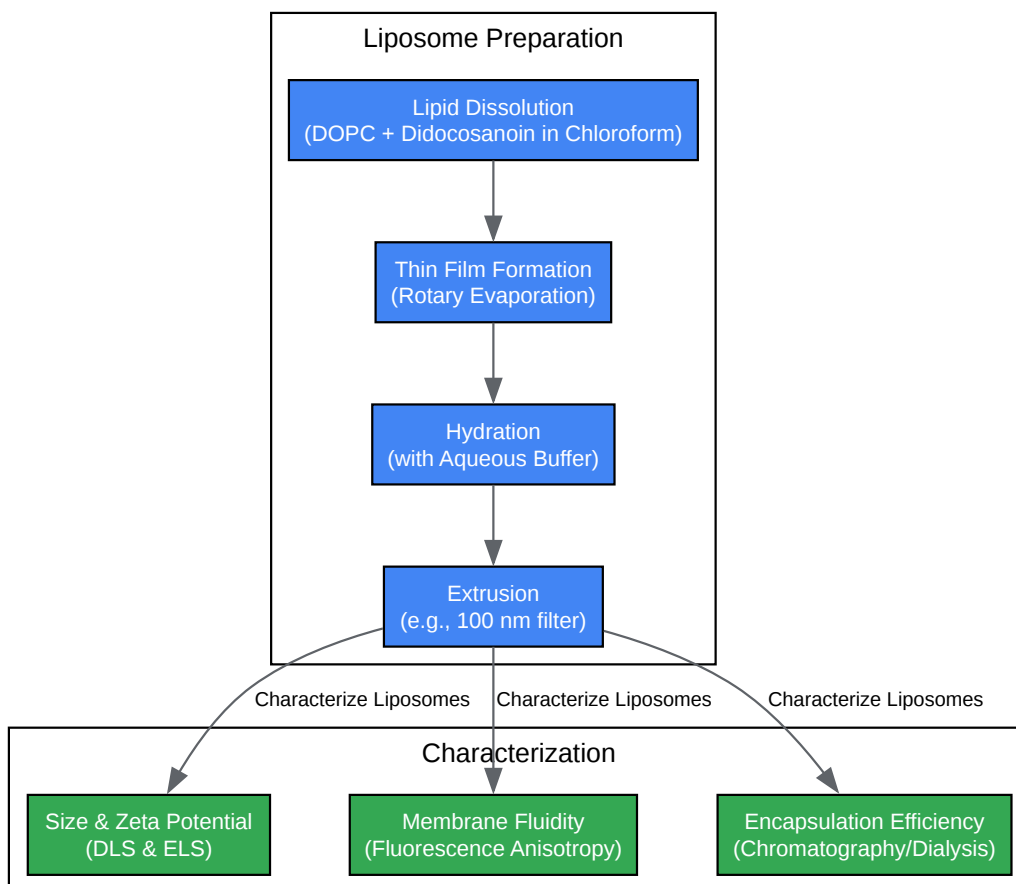 Liposome Preparation
Lipid Dissolution
(DOPC + Didocosanoin in Chloroform)
Thin Film Formation
(Rotary Evaporation)
Hydration
(with Aqueous Buffer)
Extrusion
(e.g., 100 nm filter)
Characterize Liposomes
Characterize Liposomes
Characterize Liposomes
Characterization
Size & Zeta Potential
(DLS & ELS)
Membrane Fluidity
(Fluorescence Anisotropy)
Encapsulation Efficiency
(Chromatography/Dialysis)